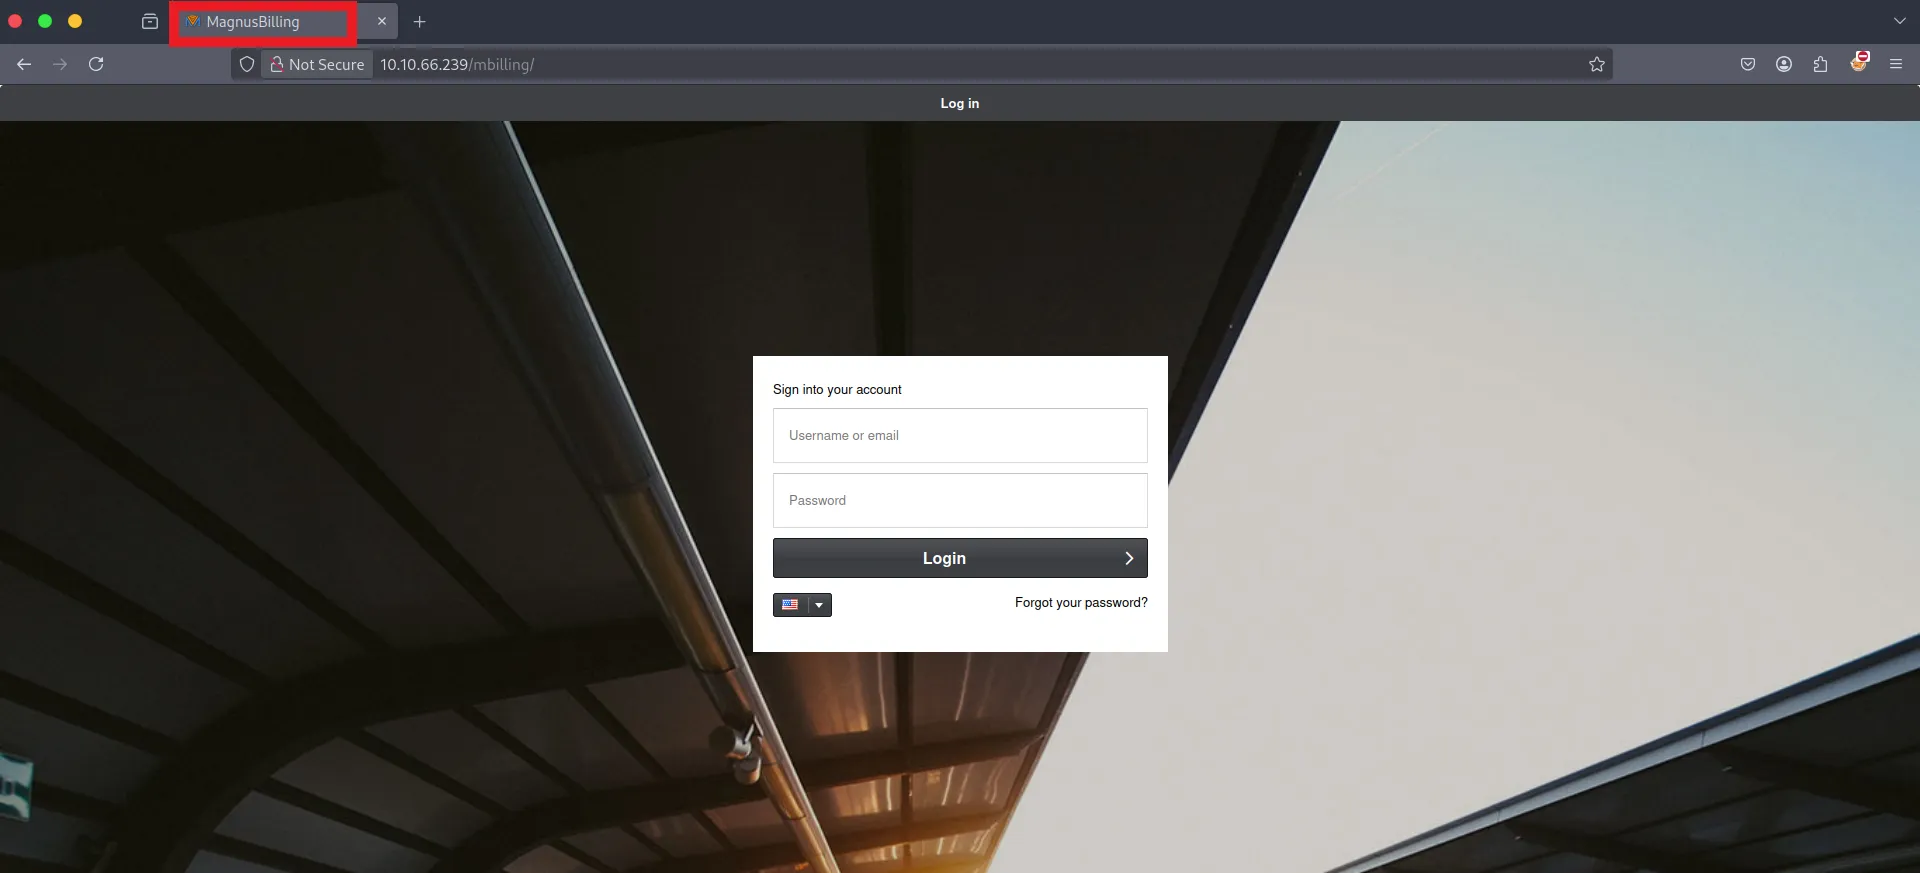 MagnusBilling
Not Secure 10.10.66.239/mbilling/
Log in
Sign into your account
Username or email
Password
Login
Forgot your password?